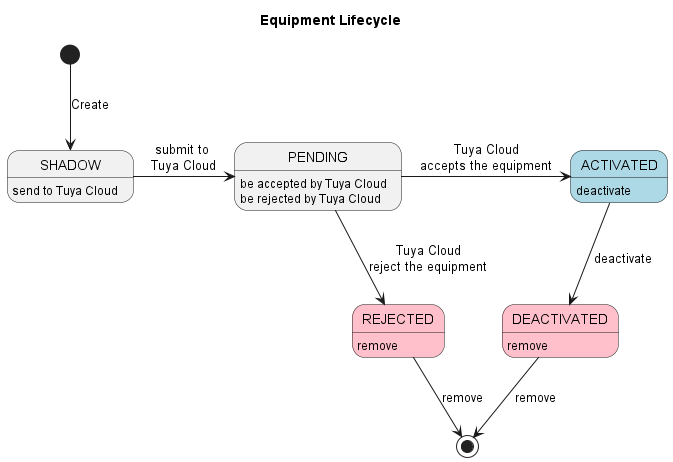 Equipment Lifecycle
Create
SHADOW
send to Tuya Cloud
submit to
Tuya Cloud
PENDING
be accepted by Tuya Cloud
be rejected by Tuya Cloud
Tuya Cloud
accepts the equipment
ACTIVATED
deactivate
Tuya Cloud
reject the equipment
deactivate
REJECTED
remove
DEACTIVATED
remove
remove
remove